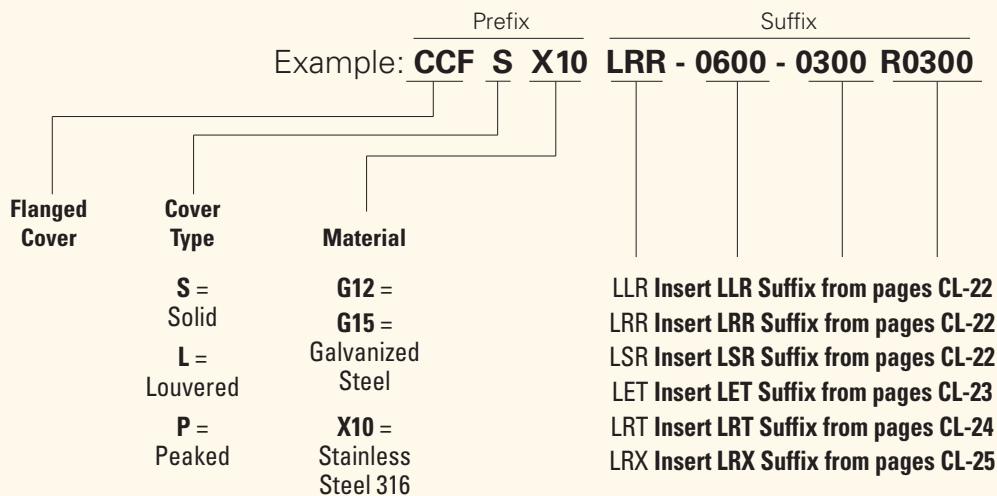 Prefix Suffix
Example: CCF S X10 LRR - 0600 - 0300 R0300
Flanged
Cover
Cover
Type
S =
Solid
L =
Louvered
P =
Peaked
Material
G12 =
G15 =
Galvanized
Steel
X10 =
Stainless
Steel 316
LLR Insert LLR Suffix from pages CL-22
LRR Insert LRR Suffix from pages CL-22
LSR Insert LSR Suffix from pages CL-22
LET Insert LET Suffix from pages CL-23
LRT Insert LRT Suffix from pages CL-24
LRX Insert LRX Suffix from pages CL-25